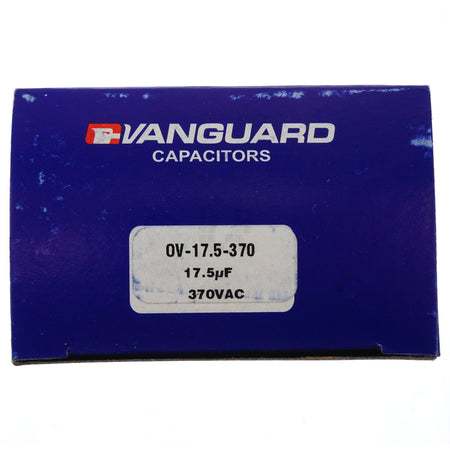 VANGUARD
CAPACITORS
OV-17.5-370
17.5µF
370VAC